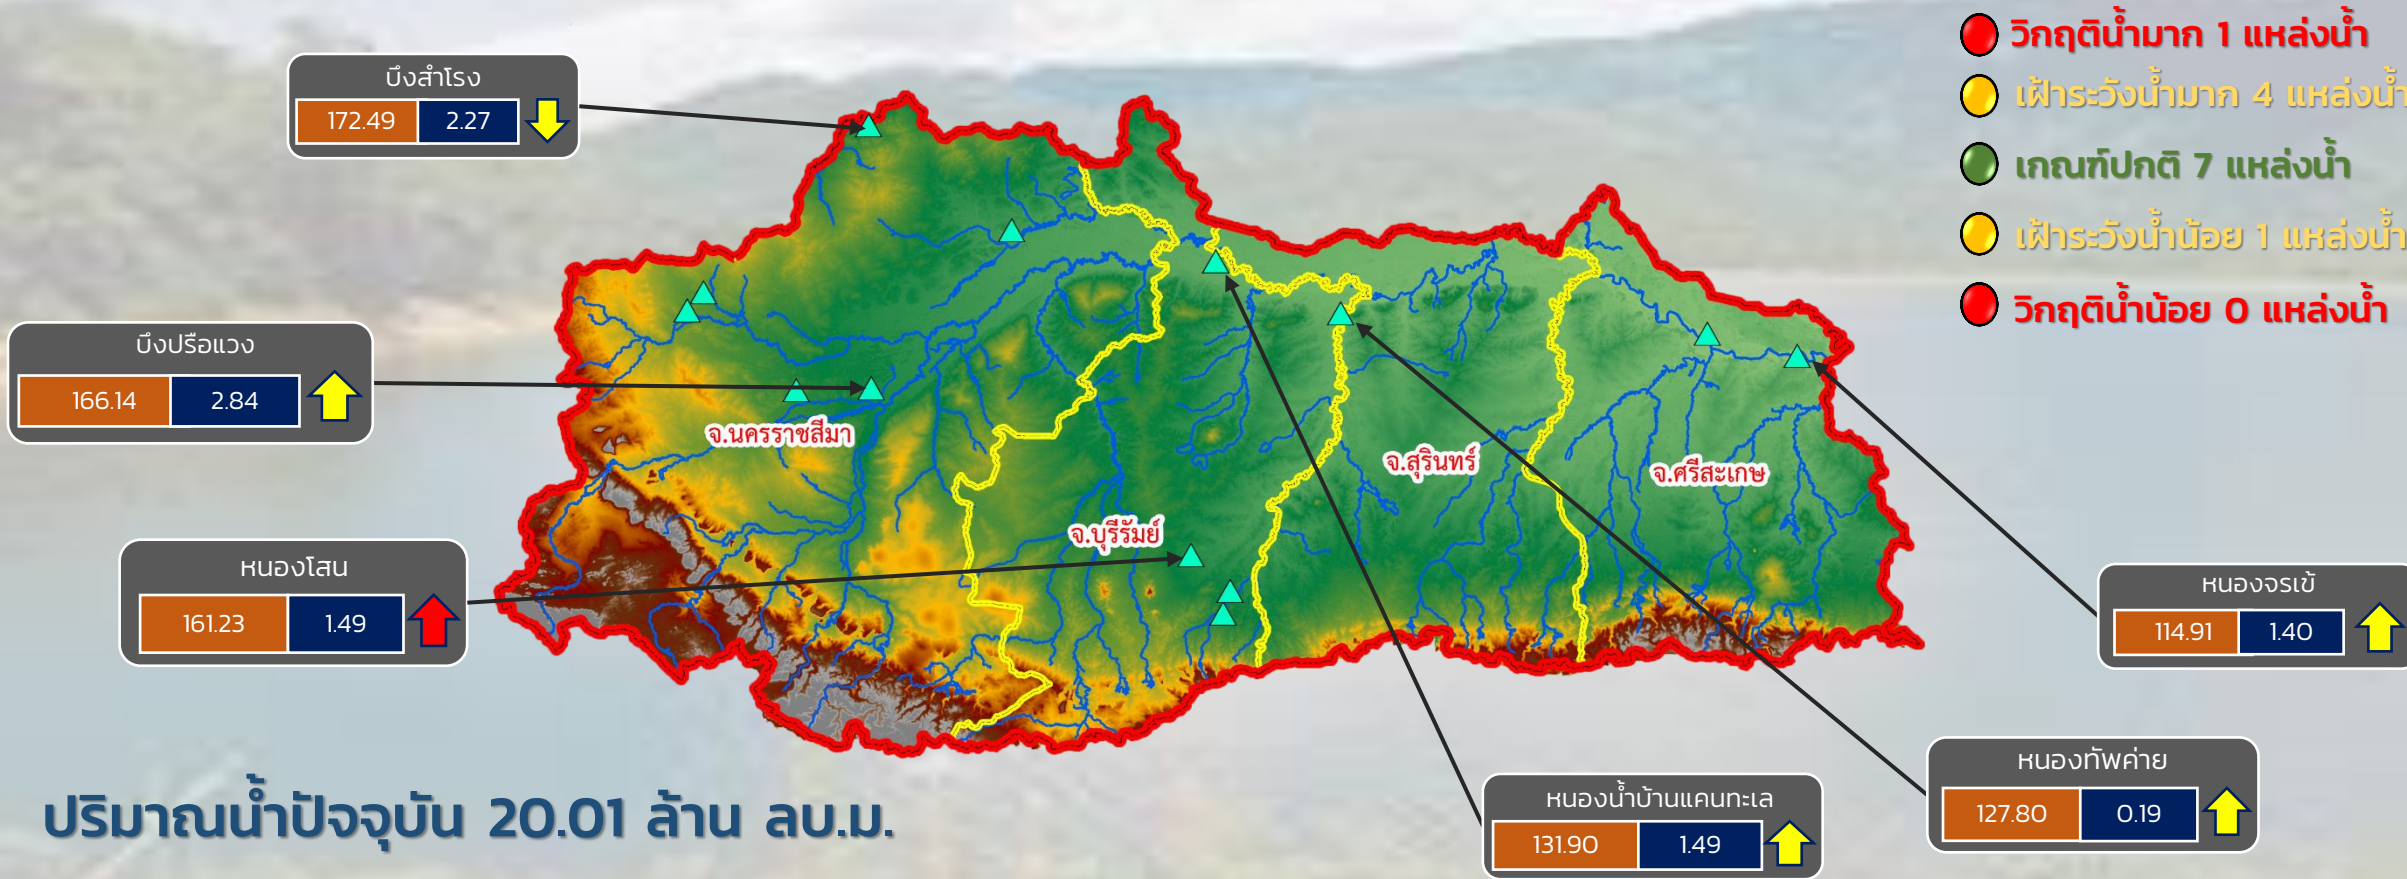 วิกฤติน้ำมาก 1 แหล่งน้ำ
เฝ้าระวังน้ำมาก 4 แหล่งน้ำ
เกณฑ์ปกติ 7 แหล่งน้ำ
เฝ้าระวังน้ำน้อย 1 แหล่งน้ำ
วิกฤติน้ำน้อย 0 แหล่งน้ำ
บึงสำโรง
172.49 2.27
บึงปรือแวง
166.14 2.84
หนองโสน
161.23 1.49
จ.นครราชสีมา
จ.บุรีรัมย์
จ.สุรินทร์
จ.ศรีสะเกษ
หนองจรเข้
114.91 1.40
หนองทัพค่าย
127.80 0.19
หนองน้ำบ้านแคนทะเล
131.90 1.49
ปริมาณน้ำปัจจุบัน 20.01 ล้าน ลบ.ม.